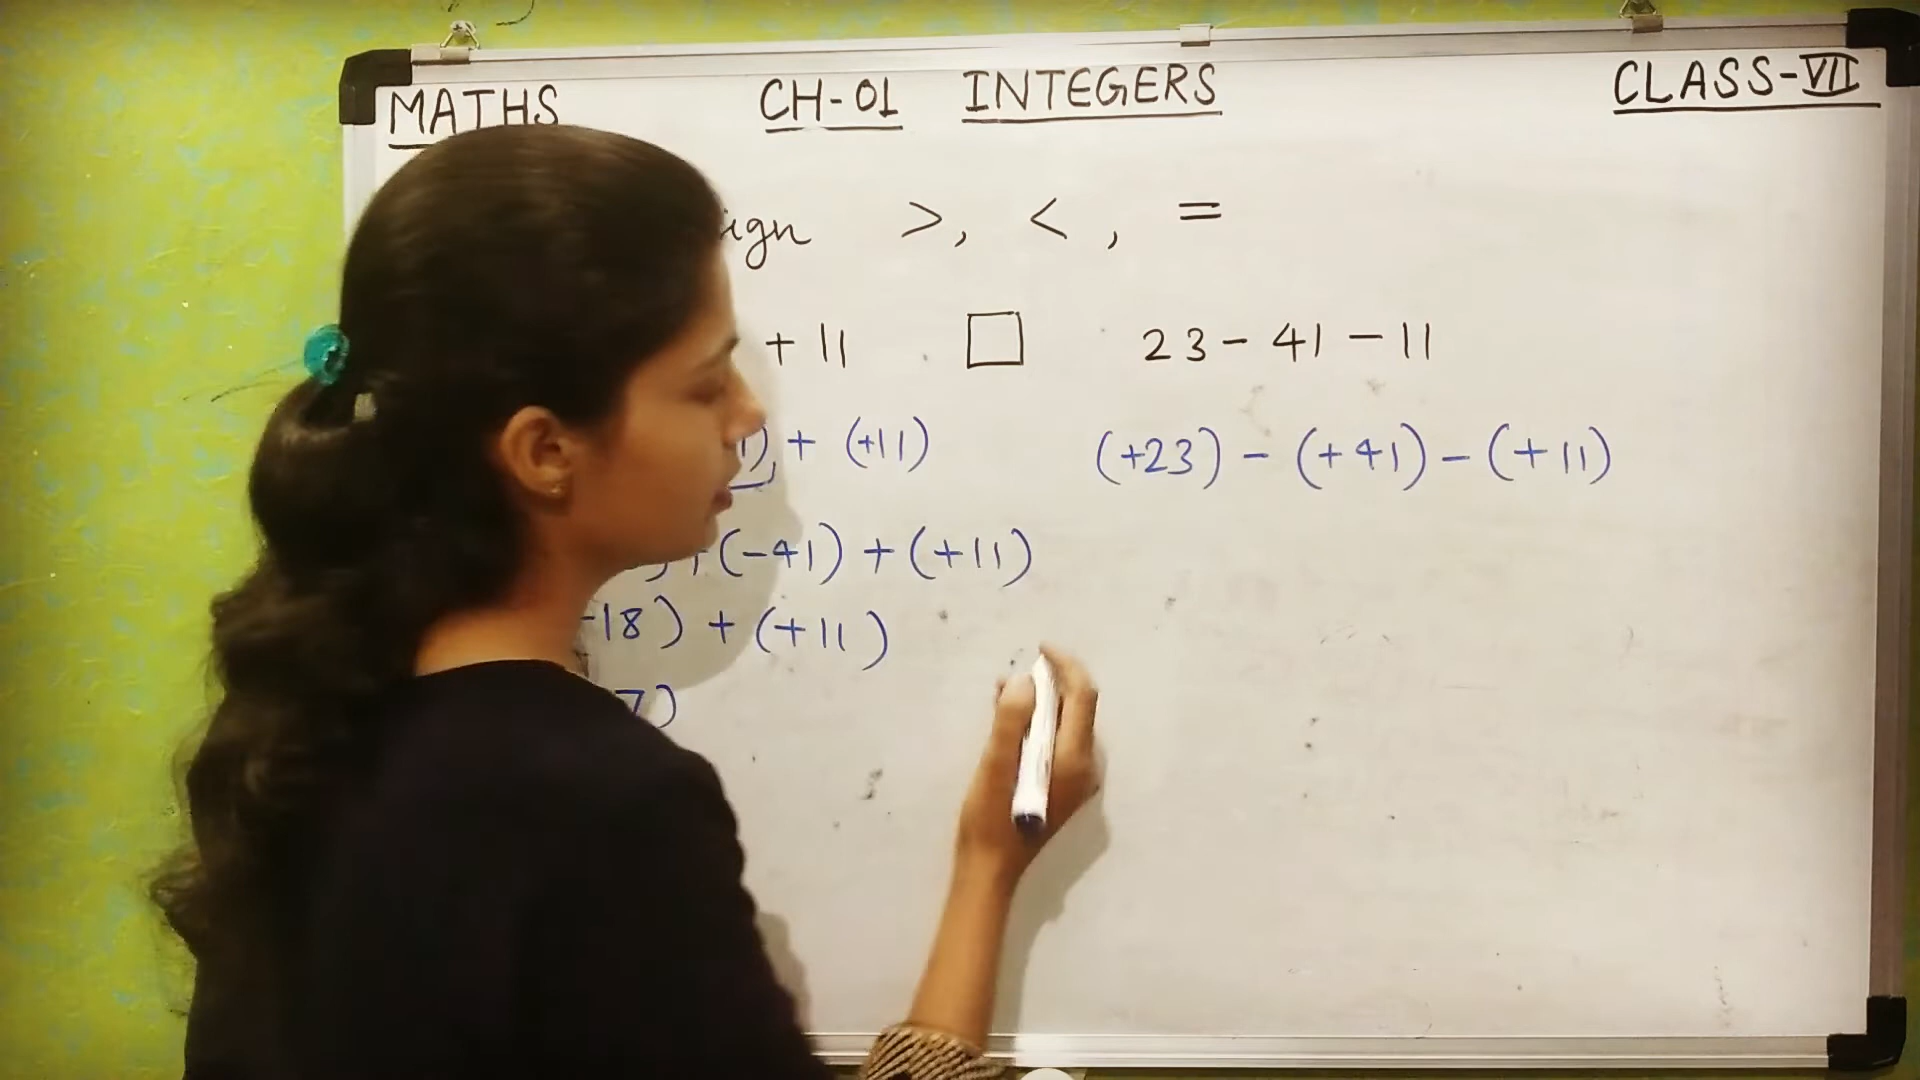 MATHS CH-01 INTEGERS CLASS-VII
>, <, =
+ 11 □ 23 - 41 - 11
+ (+11) (+23) - (+41) - (+11)
+ (-41) + (+11)
-18) + (+11)
7)